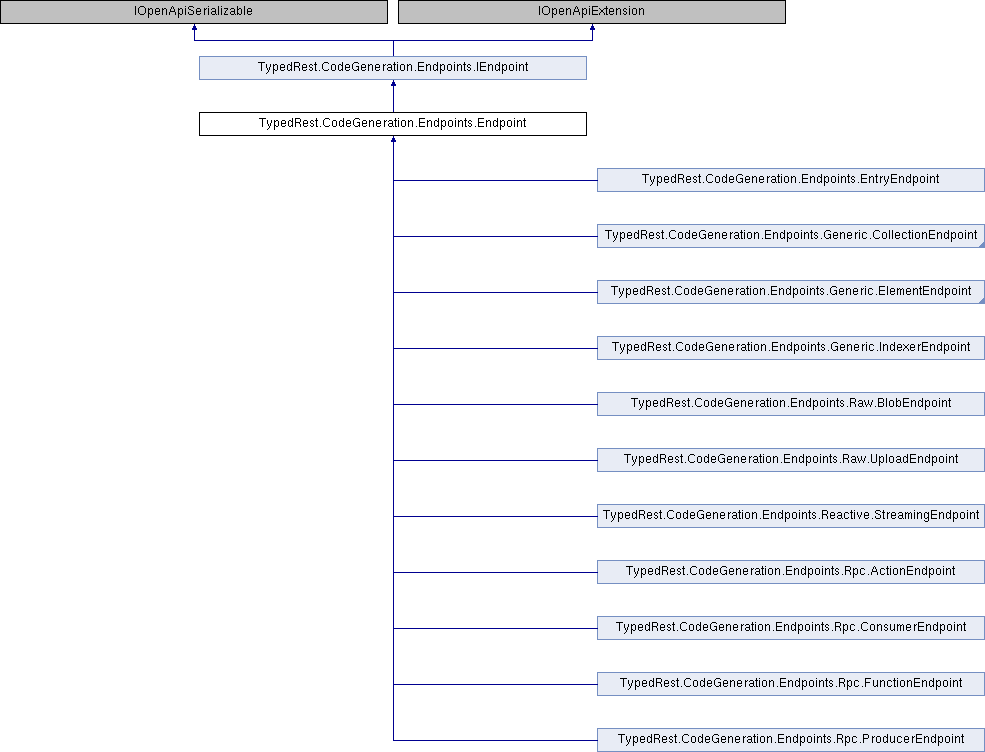 IOpenApiSerializable
IOpenApiExtension
TypedRest.CodeGeneration.Endpoints.IEndpoint
TypedRest.CodeGeneration.Endpoints.Endpoint
TypedRest.CodeGeneration.Endpoints.EntryEndpoint
TypedRest.CodeGeneration.Endpoints.Generic.CollectionEndpoint
TypedRest.CodeGeneration.Endpoints.Generic.ElementEndpoint
TypedRest.CodeGeneration.Endpoints.Generic.IndexerEndpoint
TypedRest.CodeGeneration.Endpoints.Raw.BlobEndpoint
TypedRest.CodeGeneration.Endpoints.Raw.UploadEndpoint
TypedRest.CodeGeneration.Endpoints.Reactive.StreamingEndpoint
TypedRest.CodeGeneration.Endpoints.Rpc.ActionEndpoint
TypedRest.CodeGeneration.Endpoints.Rpc.ConsumerEndpoint
TypedRest.CodeGeneration.Endpoints.Rpc.FunctionEndpoint
TypedRest.CodeGeneration.Endpoints.Rpc.ProducerEndpoint